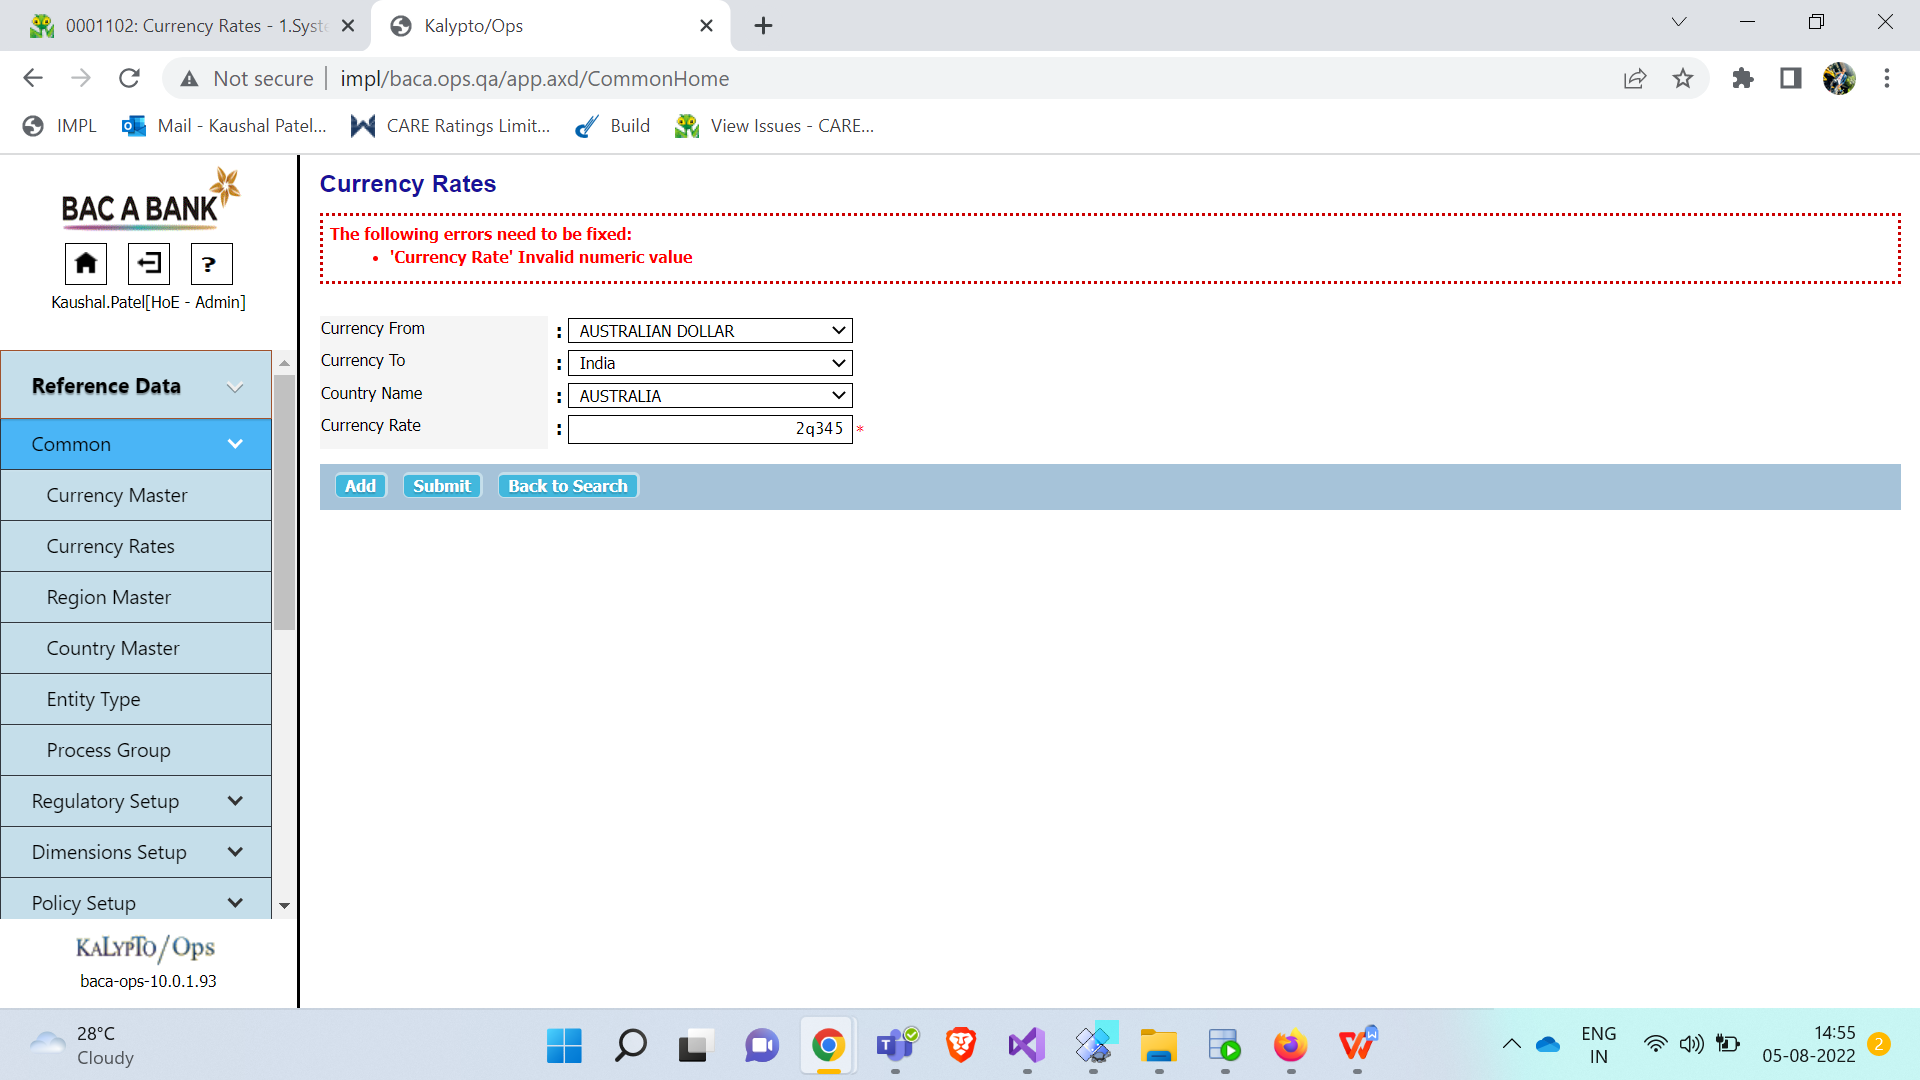 0001102: Currency Rates - 1.Syst
Kalypto/Ops
Not secure
impl/baca.ops.qa/app.axd/CommonHome
IMPL
Mail - Kaushal Patel...
CARE Ratings Limit...
Build
View Issues - CARE...
BAC A BANK
?
Kaushal.Patel[HoE - Admin]
Reference Data
Common
Currency Master
Currency Rates
Region Master
Country Master
Entity Type
Process Group
Regulatory Setup
Dimensions Setup
Policy Setup
KALYPTO/Ops
baca-ops-10.0.1.93
Currency Rates
The following errors need to be fixed:
• 'Currency Rate' Invalid numeric value
Currency From : AUSTRALIAN DOLLAR
Currency To : India
Country Name : AUSTRALIA
Currency Rate : 2q345 *
Add Submit Back to Search
28°C
Cloudy
ENG
IN
14:55
05-08-2022
2